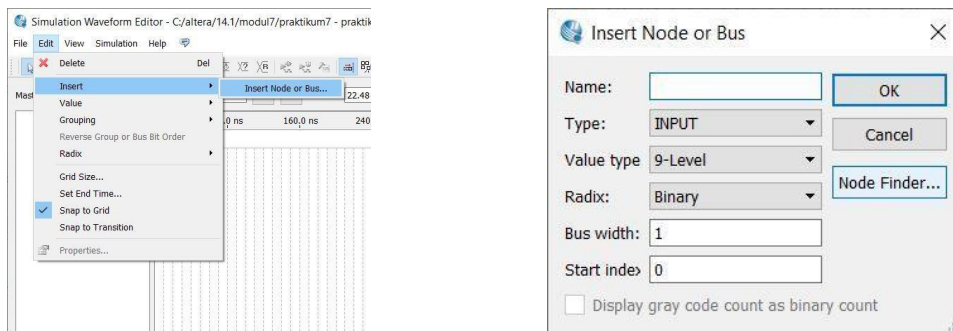 Simulation Waveform Editor - C:/altera/14.1/modul7/praktikum7 - praktik
File Edit View Simulation Help
Delete Del
Insert
Insert Node or Bus...
Value
Grouping
Reverse Group or Bus Bit Order
Radix
Grid Size...
Set End Time...
Snap to Grid
Snap to Transition
Properties...
Mast
22.48
.0 ns 160.0 ns 240
Insert Node or Bus
Name:
OK
Type: INPUT
Cancel
Value type 9-Level
Node Finder...
Radix: Binary
Bus width: 1
Start index 0
Display gray code count as binary count